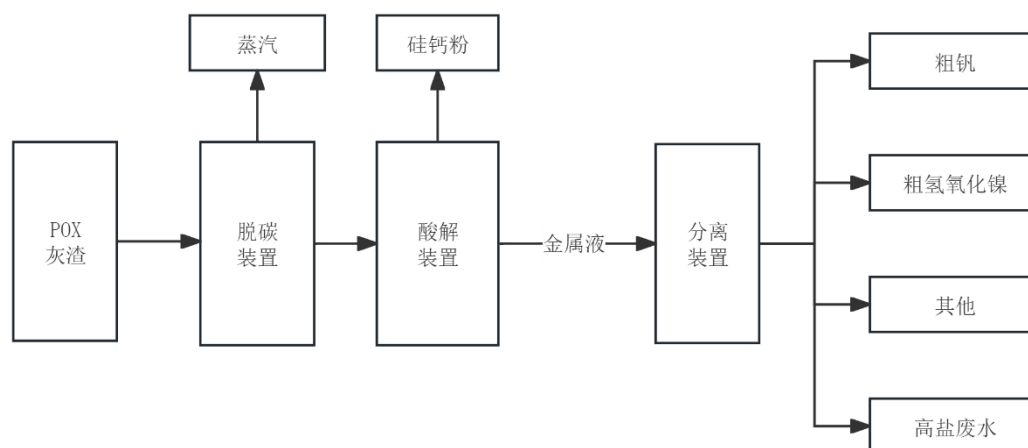 蒸汽
硅钙粉
粗钒
POX
灰渣
脱碳
装置
酸解
装置
金属液
分离
装置
粗氢氧化镍
其他
高盐废水